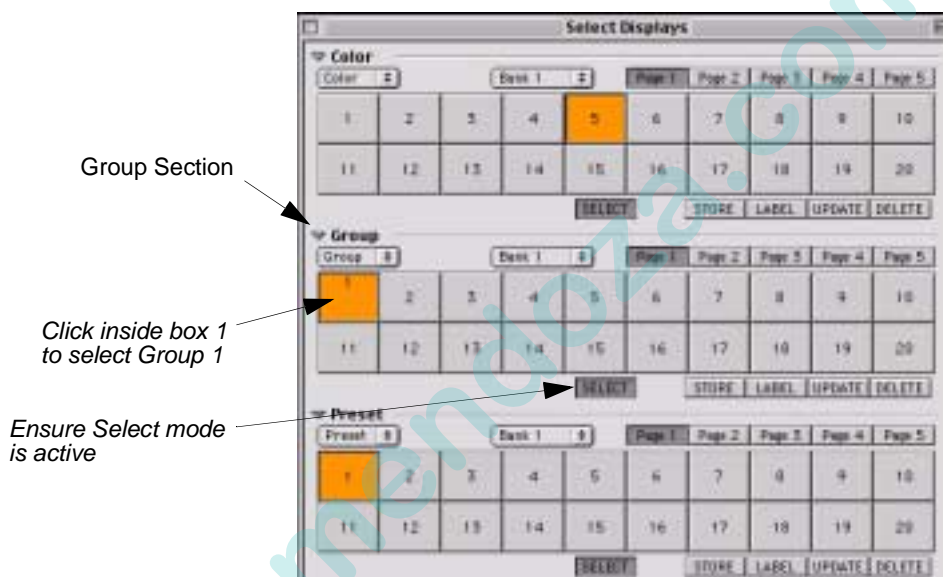 Select Displays
Color
Color Bank 1 Page 1 Page 2 Page 3 Page 4 Page 5
1 2 3 4 5 6 7 8 9 10
11 12 13 14 15 16 17 18 19 20
SELECT STORE LABEL UPDATE DELETE
Group Section
Group
Group Bank 1 Page 1 Page 2 Page 3 Page 4 Page 5
1 2 3 4 5 6 7 8 9 10
Click inside box 1
to select Group 1
11 12 13 14 15 16 17 18 19 20
SELECT STORE LABEL UPDATE DELETE
Ensure Select mode
is active
Preset
Preset Bank 1 Page 1 Page 2 Page 3 Page 4 Page 5
1 2 3 4 5 6 7 8 9 10
11 12 13 14 15 16 17 18 19 20
SELECT STORE LABEL UPDATE DELETE
mendoza.co